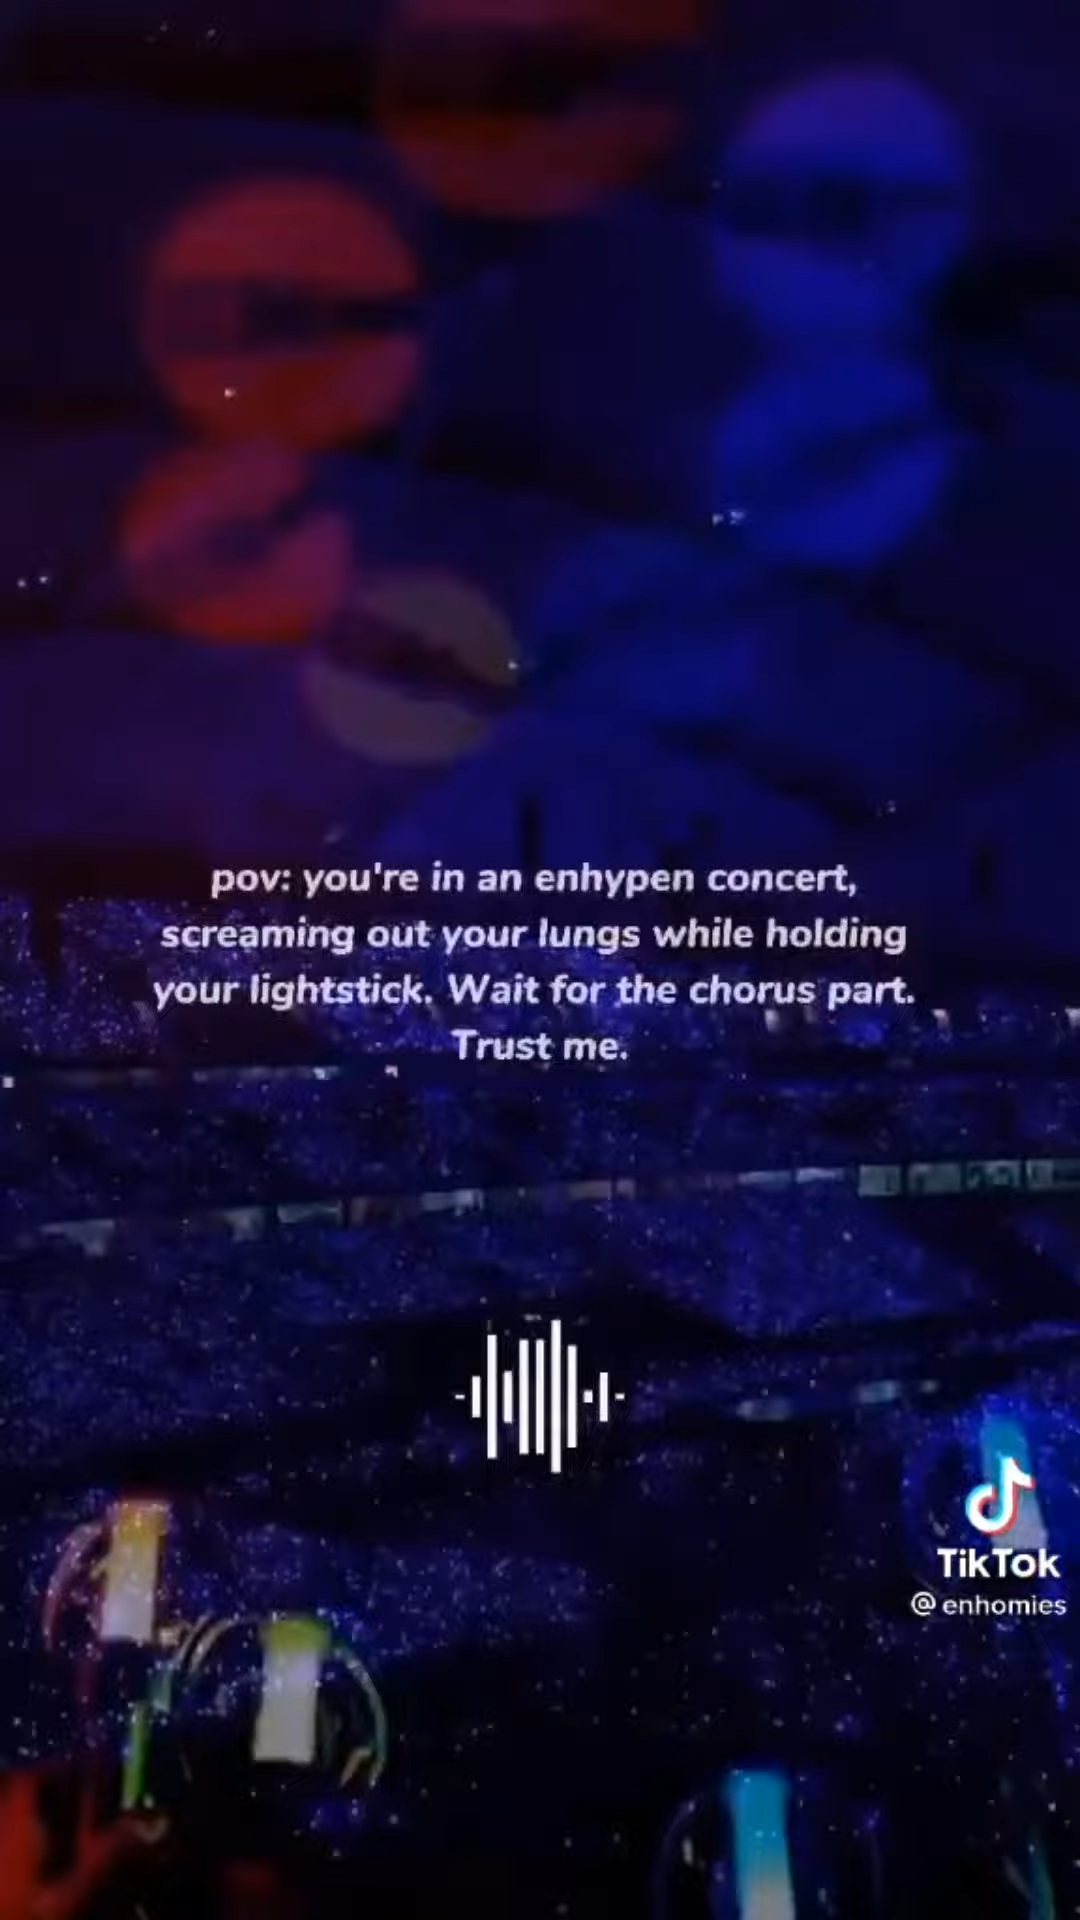 pov: you're in an enhypen concert,
screaming out your lungs while holding
your lightstick. Wait for the chorus part.
Trust me.
TikTok
@enhomies